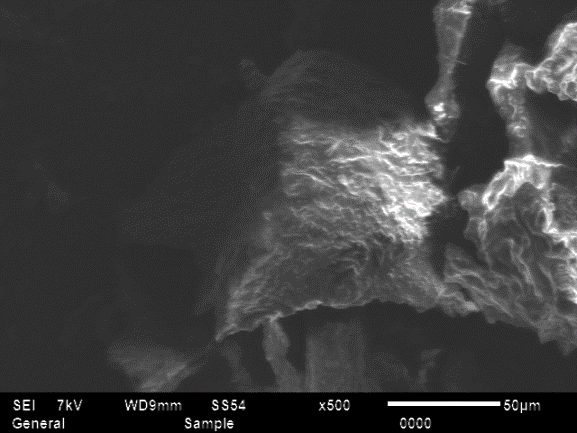 SEI 7kV WD9mm SS54 x500 50µm
General Sample 0000